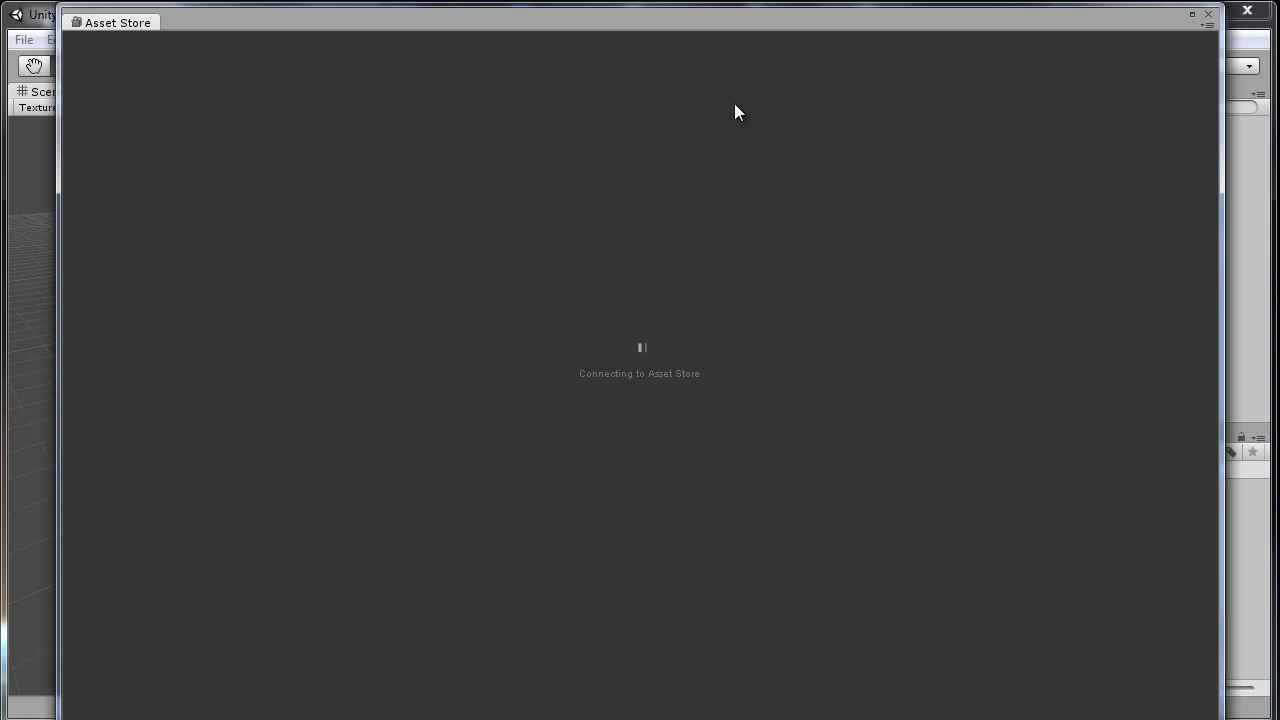 Unity
Asset Store
File
Scen
Texture
Connecting to Asset Store